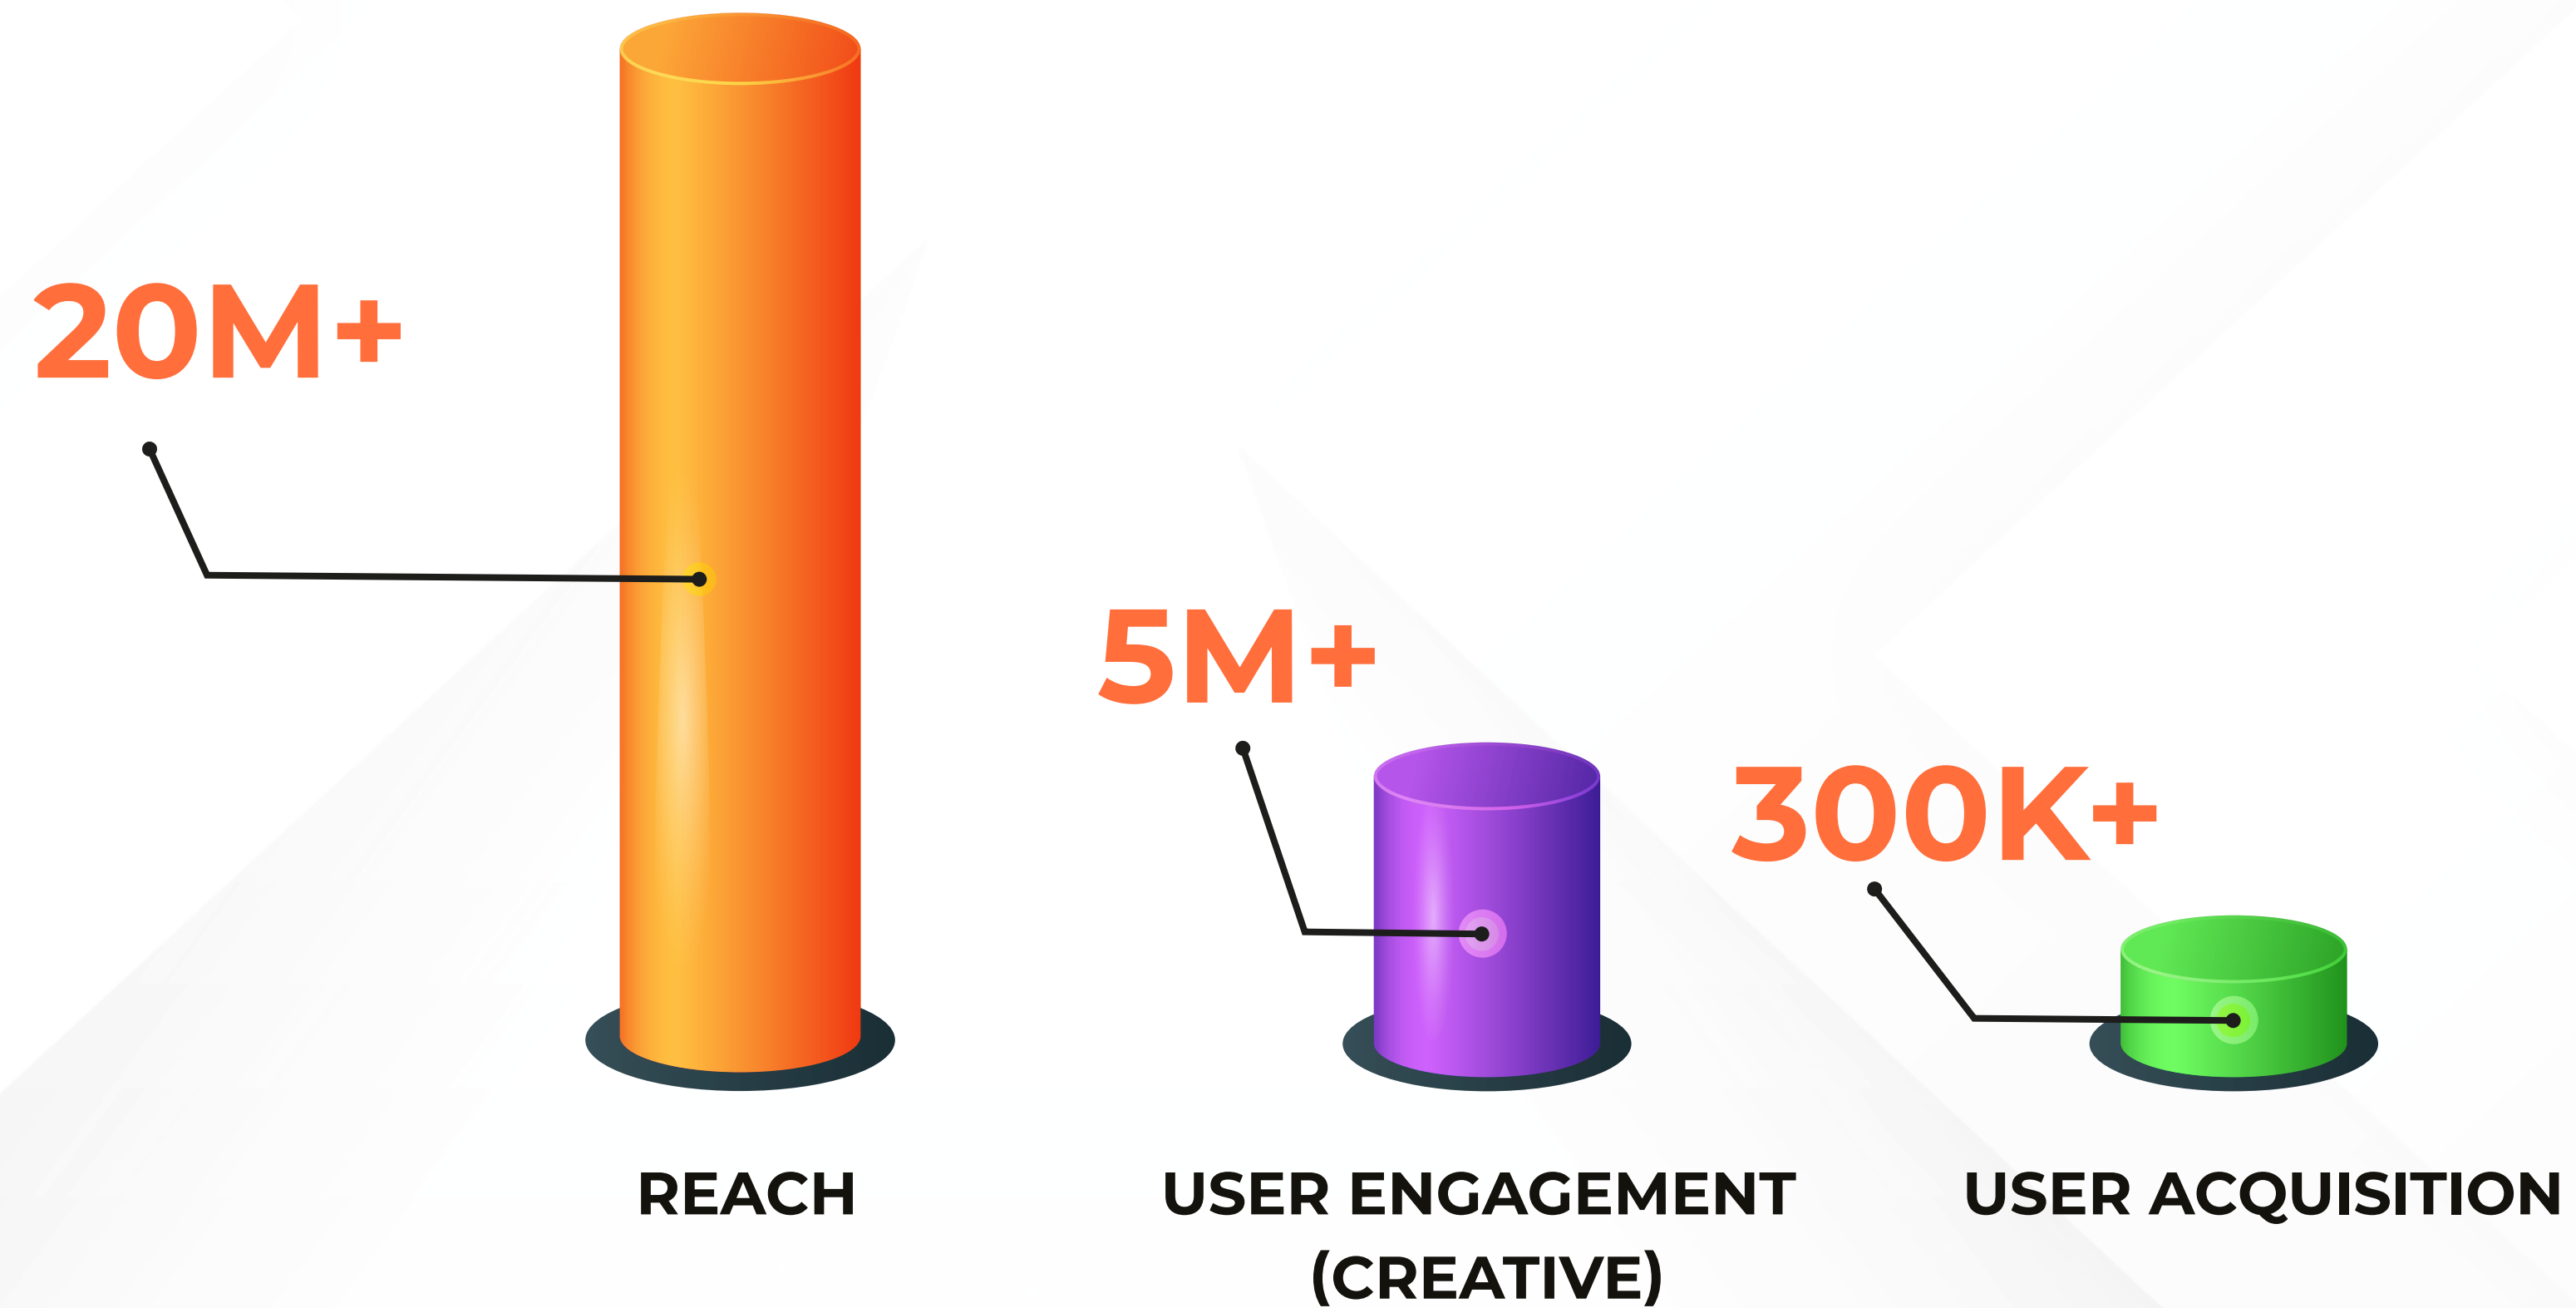 20M+
5M+
300K+
REACH
USER ENGAGEMENT
(CREATIVE)
USER ACQUISITION